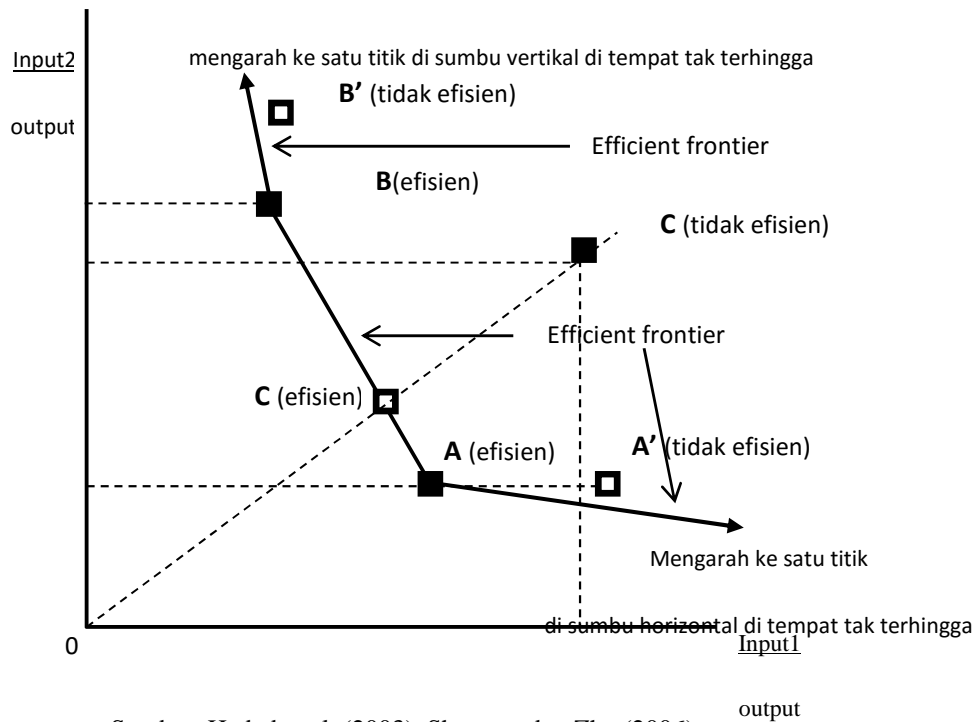 Input2
mengarah ke satu titik di sumbu vertikal di tempat tak terhingga
B’ (tidak efisien)
output
Efficient frontier
B(efisien)
C (tidak efisien)
Efficient frontier
C (efisien)
A (efisien)
A’ (tidak efisien)
Mengarah ke satu titik
di sumbu horizontal di tempat tak terhingga
0
Input1
output